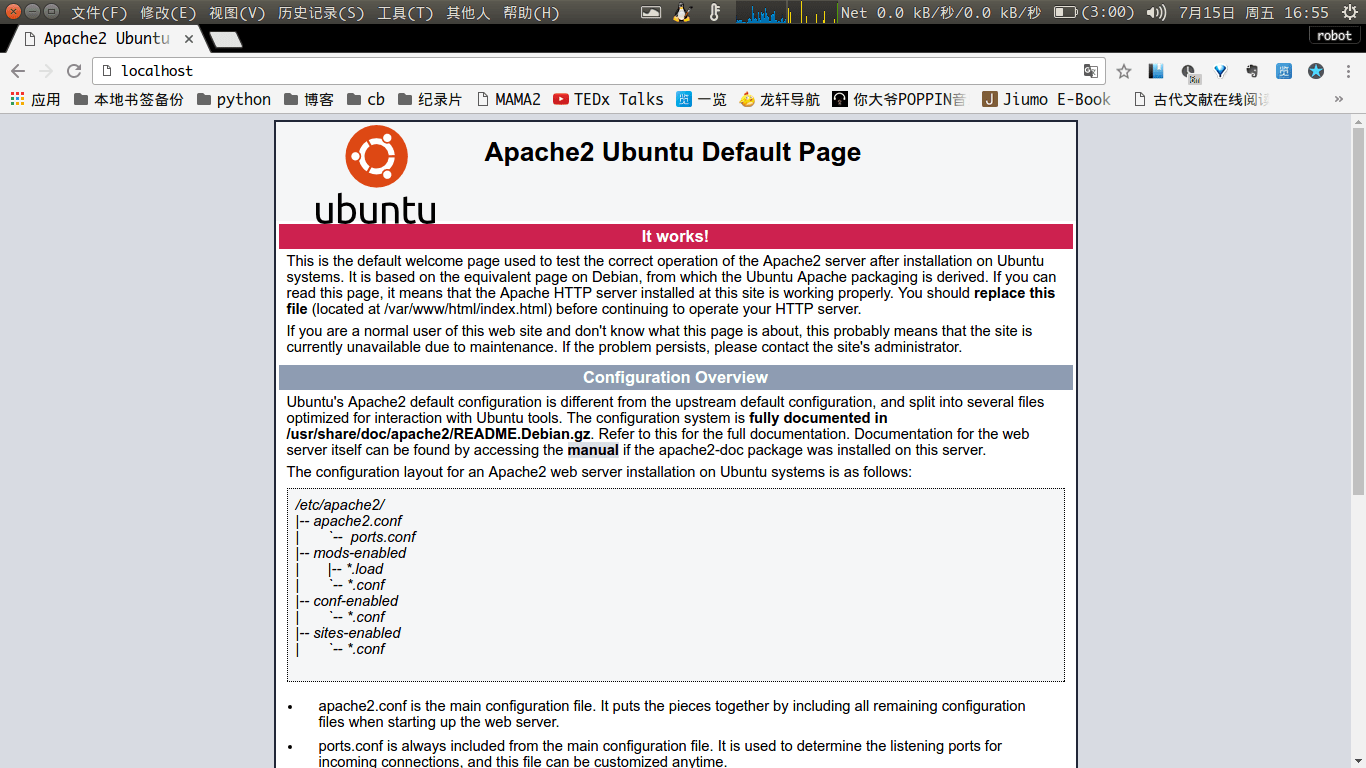 文件(F) 修改(E) 视图(V) 历史记录(S) 工具(T) 其他人 帮助(H) Net 0.0 kB/秒/0.0 kB/秒 (3:00) 7月15日 周五 16:55
Apache2 Ubuntu robot
localhost
应用 本地书签备份 python 博客 cb 纪录片 MAMA2 TEDx Talks 一览 龙轩导航 你大爷POPPIN音 Jiumo E-Book 古代文献在线阅读 »
ubuntu
Apache2 Ubuntu Default Page
It works!
This is the default welcome page used to test the correct operation of the Apache2 server after installation on Ubuntu
systems. It is based on the equivalent page on Debian, from which the Ubuntu Apache packaging is derived. If you can
read this page, it means that the Apache HTTP server installed at this site is working properly. You should replace this
file (located at /var/www/html/index.html) before continuing to operate your HTTP server.
If you are a normal user of this web site and don't know what this page is about, this probably means that the site is
currently unavailable due to maintenance. If the problem persists, please contact the site's administrator.
Configuration Overview
Ubuntu's Apache2 default configuration is different from the upstream default configuration, and split into several files
optimized for interaction with Ubuntu tools. The configuration system is fully documented in
/usr/share/doc/apache2/README.Debian.gz. Refer to this for the full documentation. Documentation for the web
server itself can be found by accessing the manual if the apache2-doc package was installed on this server.
The configuration layout for an Apache2 web server installation on Ubuntu systems is as follows:
/etc/apache2/
|-- apache2.conf
|       `--  ports.conf
|-- mods-enabled
|       |-- *.load
|       `-- *.conf
|-- conf-enabled
|       `-- *.conf
|-- sites-enabled
|       `-- *.conf
• apache2.conf is the main configuration file. It puts the pieces together by including all remaining configuration
files when starting up the web server.
• ports.conf is always included from the main configuration file. It is used to determine the listening ports for
incoming connections, and this file can be customized anytime.